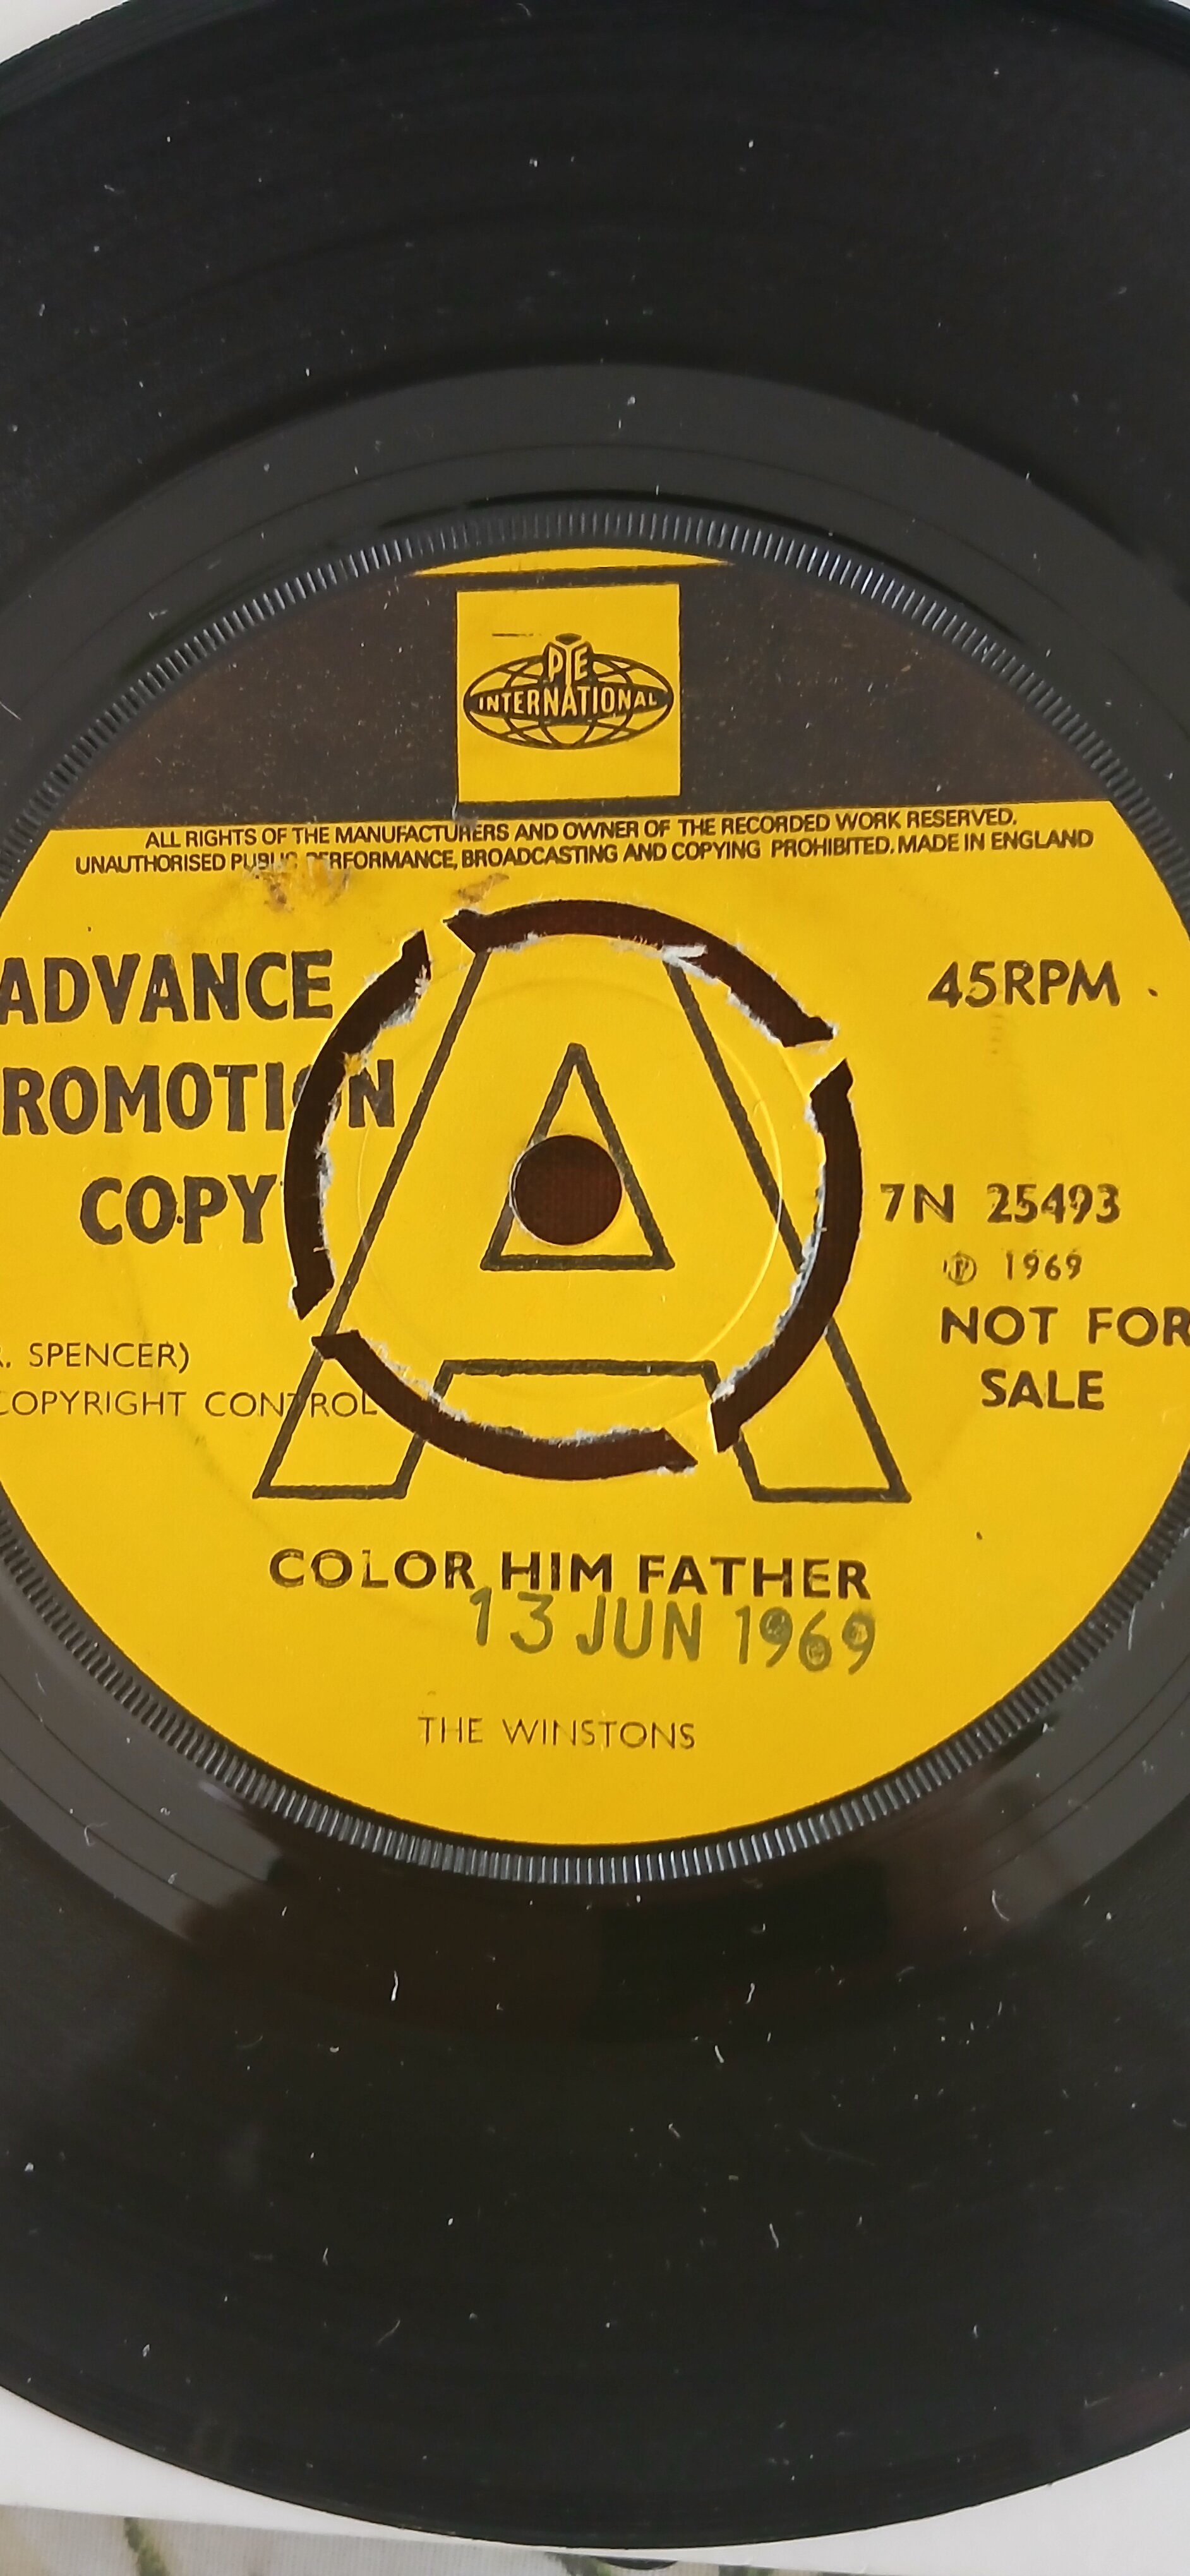 PYE
INTERNATIONAL
ALL RIGHTS OF THE MANUFACTURERS AND OWNER OF THE RECORDED WORK RESERVED.
UNAUTHORISED PUBLIC PERFORMANCE, BROADCASTING AND COPYING PROHIBITED. MADE IN ENGLAND
ADVANCE
ROMOTION
COPY
A
45RPM
7N 25493
Ⓟ 1969
NOT FOR
SALE
R. SPENCER)
COPYRIGHT CONTROL
COLOR HIM FATHER
13 JUN 1969
THE WINSTONS